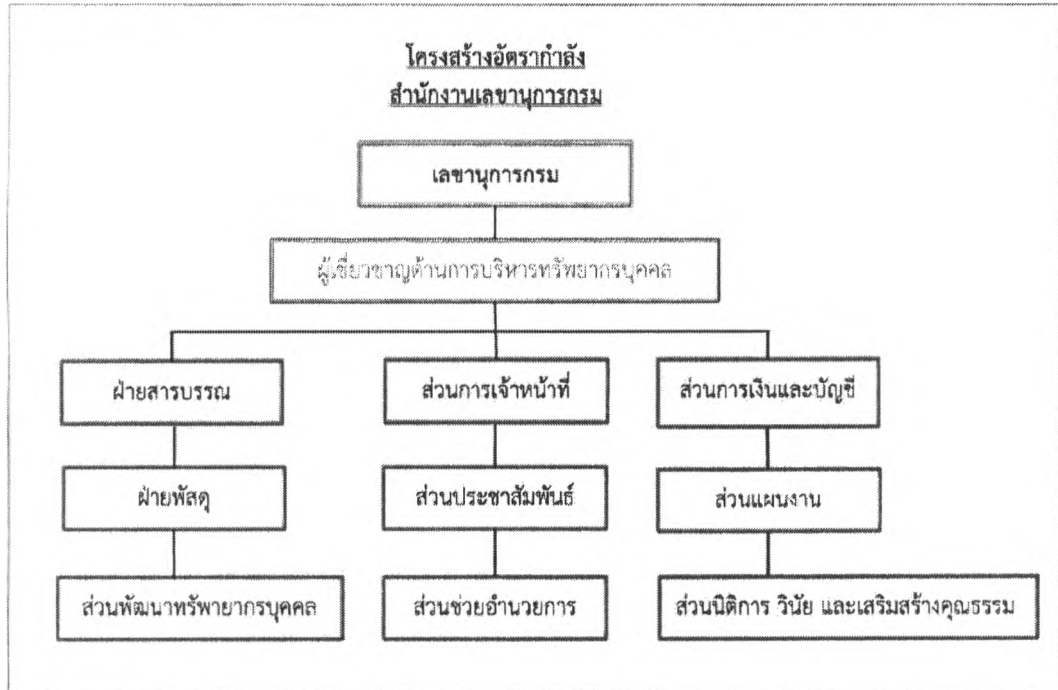 โครงสร้างอัตรากำลัง
สำนักงานเลขานุการกรม
เลขานุการกรม
ผู้เชี่ยวชาญด้านการบริหารทรัพยากรบุคคล
ฝ่ายสารบรรณ
ส่วนการเจ้าหน้าที่
ส่วนการเงินและบัญชี
ฝ่ายพัสดุ
ส่วนประชาสัมพันธ์
ส่วนแผนงาน
ส่วนพัฒนาทรัพายากรบุคคล
ส่วนช่วยอำนวยการ
ส่วนนิติการ วินัย และเสริมสร้างคุณธรรม